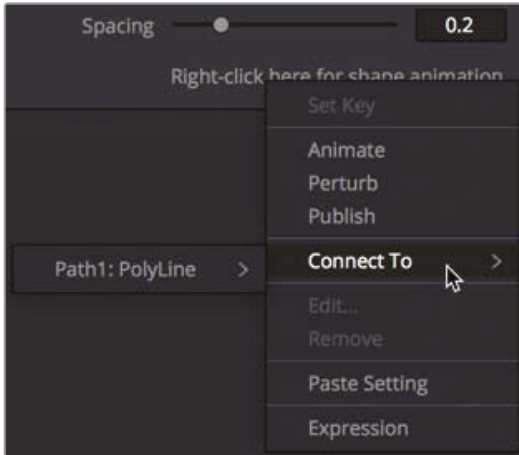 Spacing 0.2
Right-click here for shape animation
Set Key
Animate
Perturb
Publish
Path1: PolyLine >
Connect To >
Edit...
Remove
Paste Setting
Expression